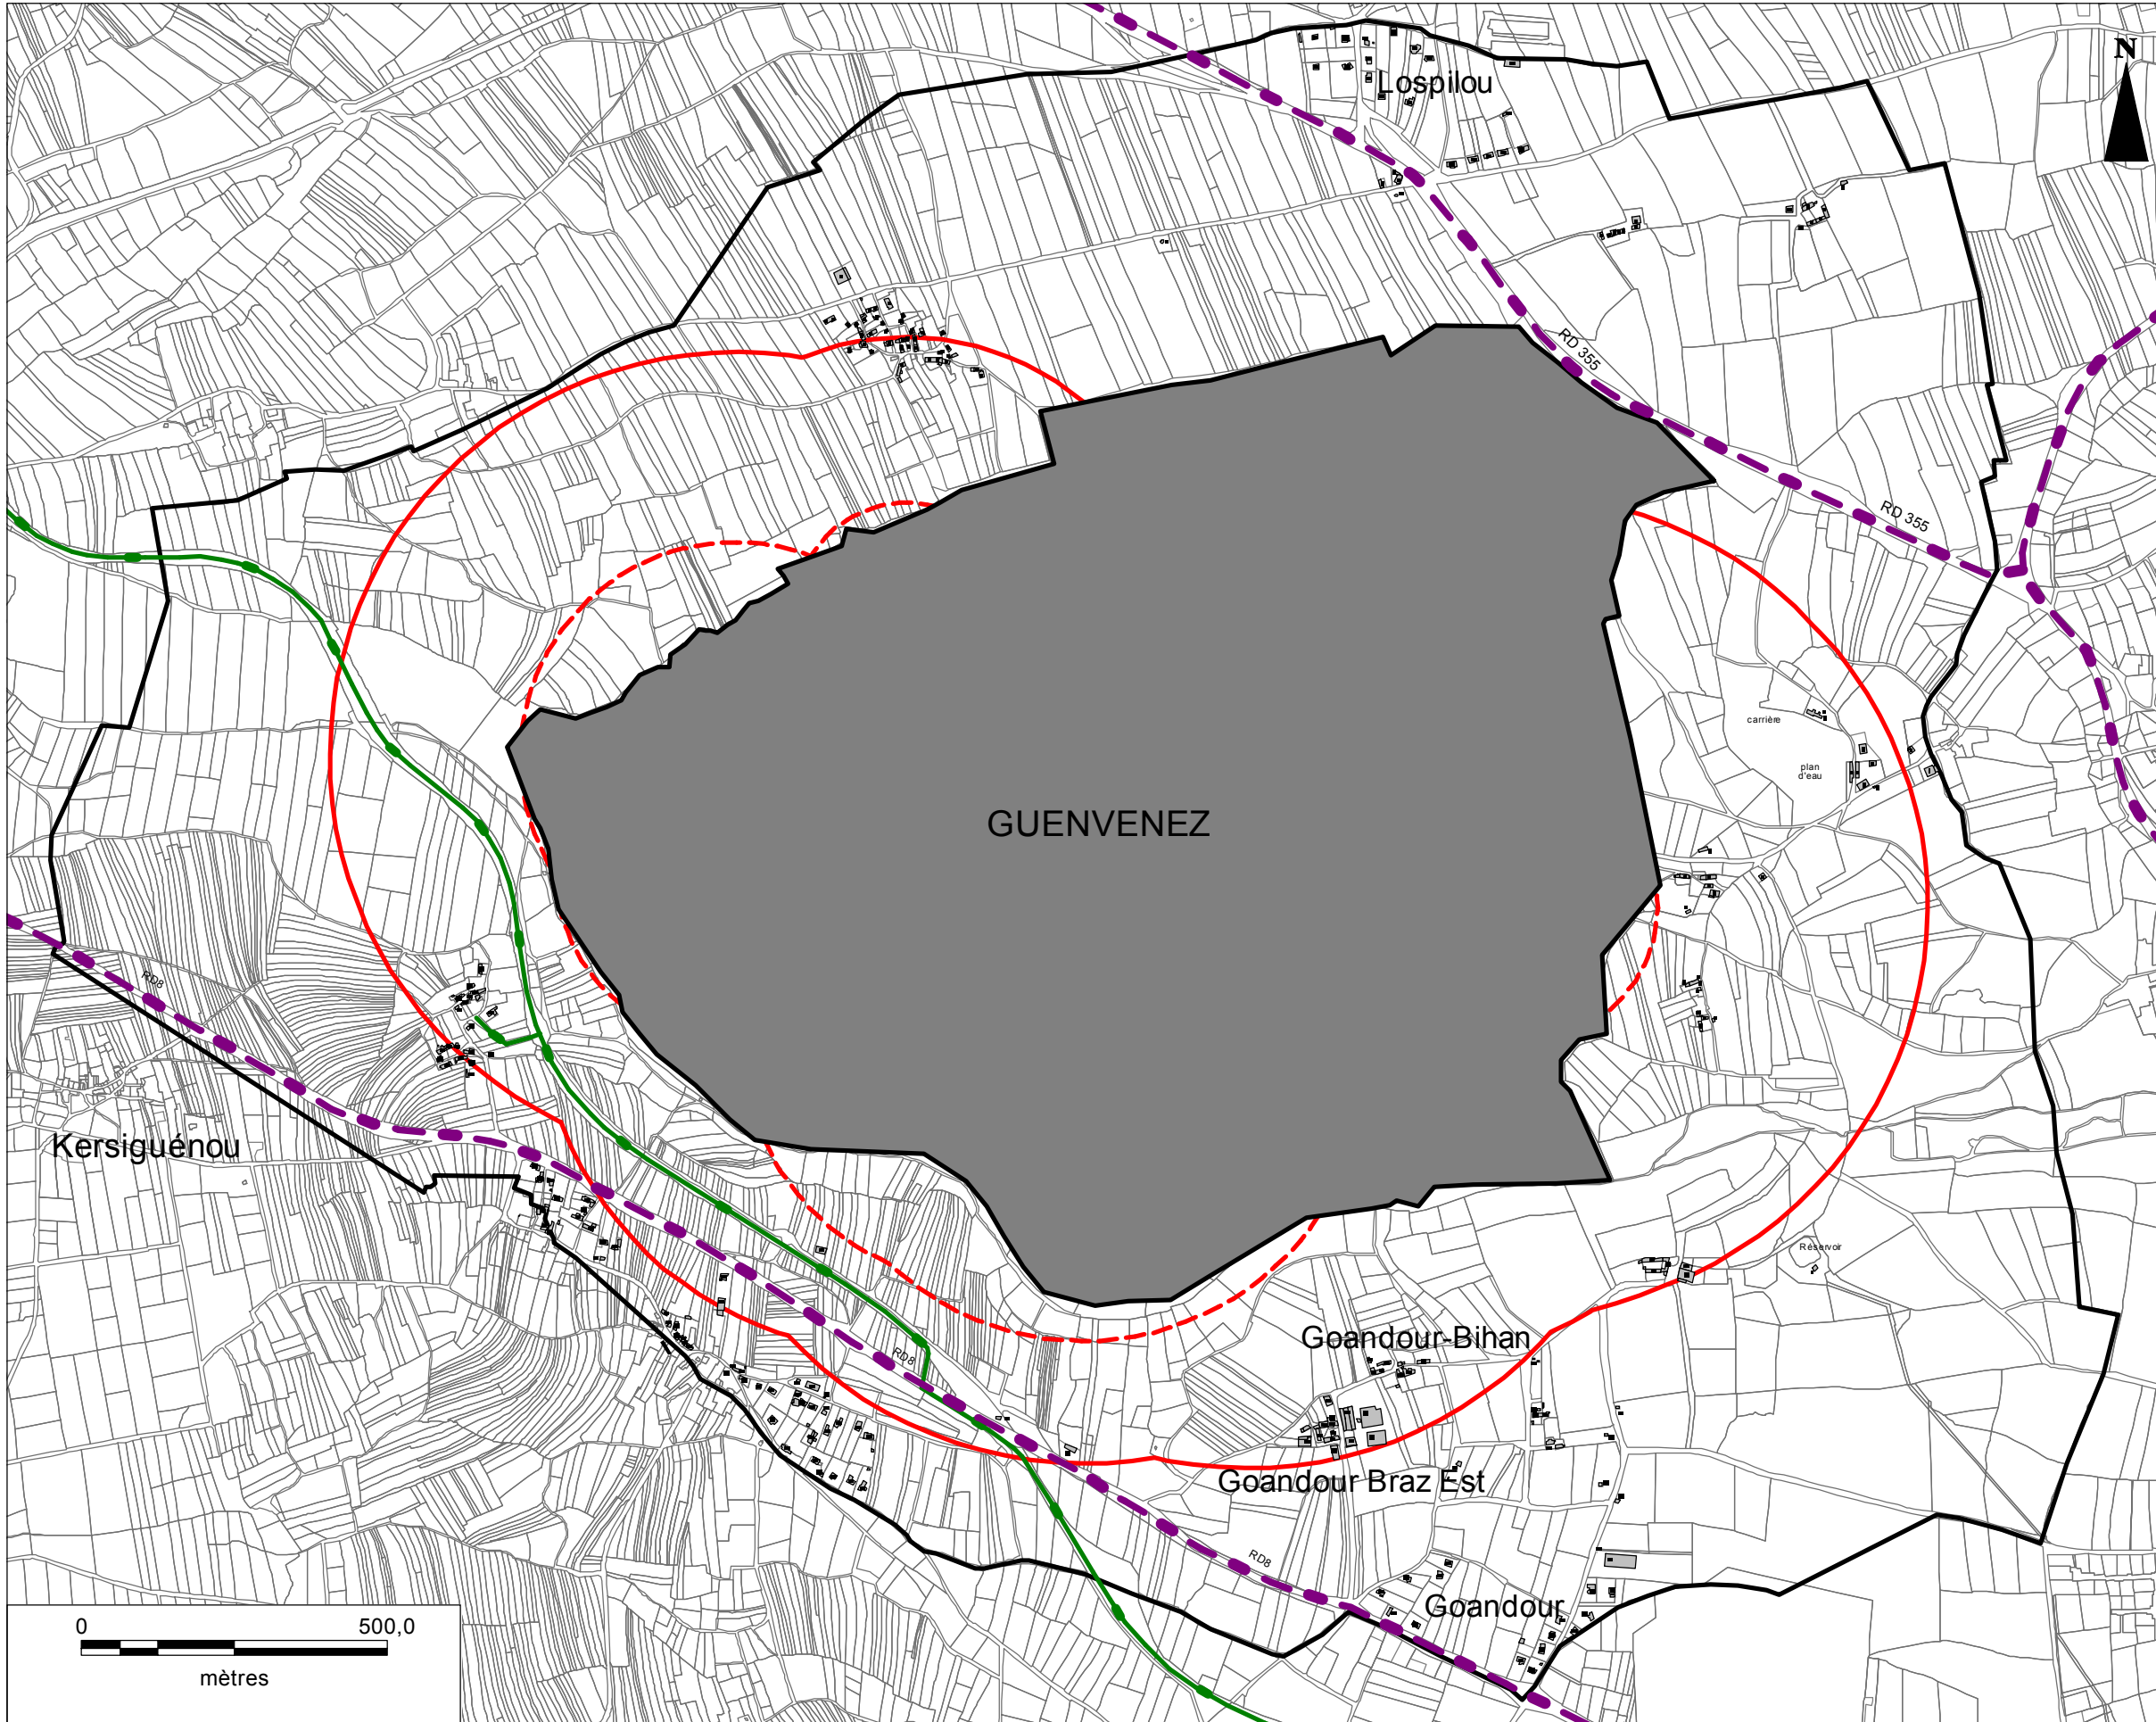 N
Lospilou
RD 355
RD 355
carrière
plan
d'eau
GUENVENEZ
RD8
Kersiguénou
Réservoir
Goandour-Bihan
RD8
Goandour Braz Est
RD8
Goandour
0 500,0
mètres